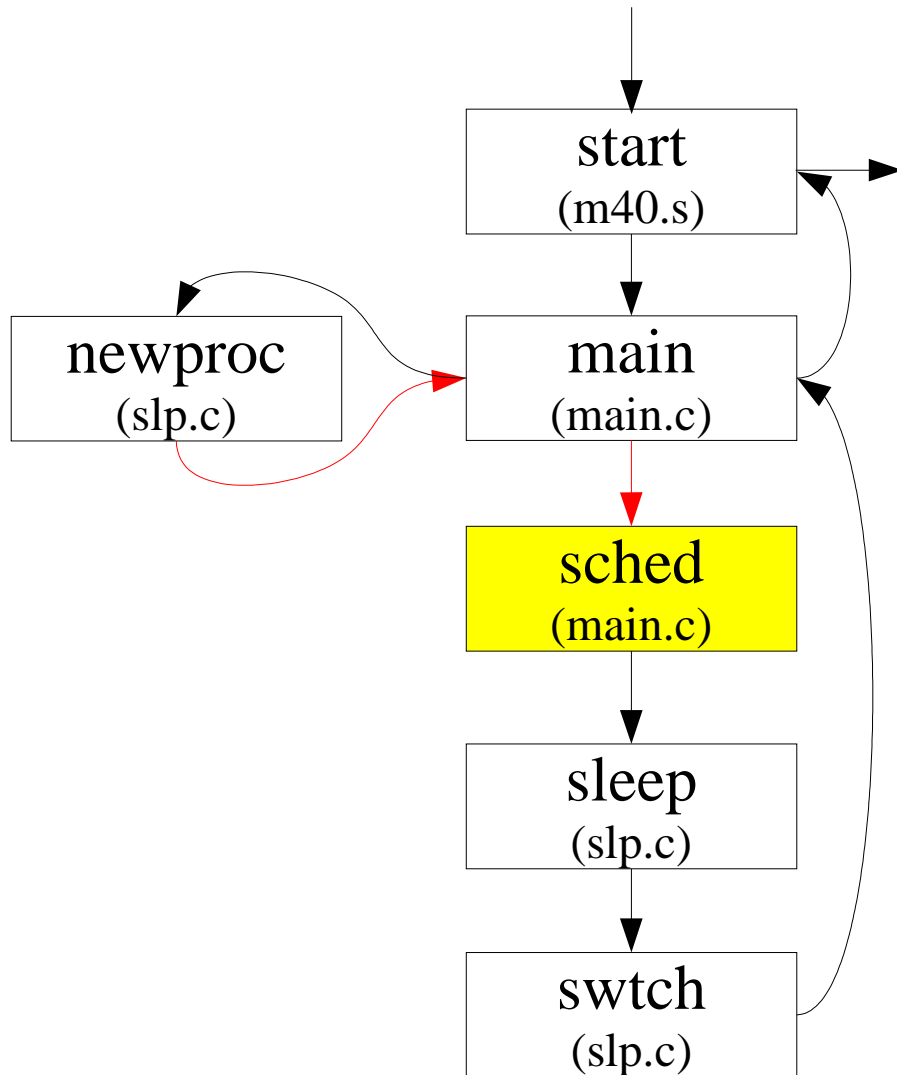 start
(m40.s)
newproc
(slp.c)
main
(main.c)
sched
(main.c)
sleep
(slp.c)
swtch
(slp.c)